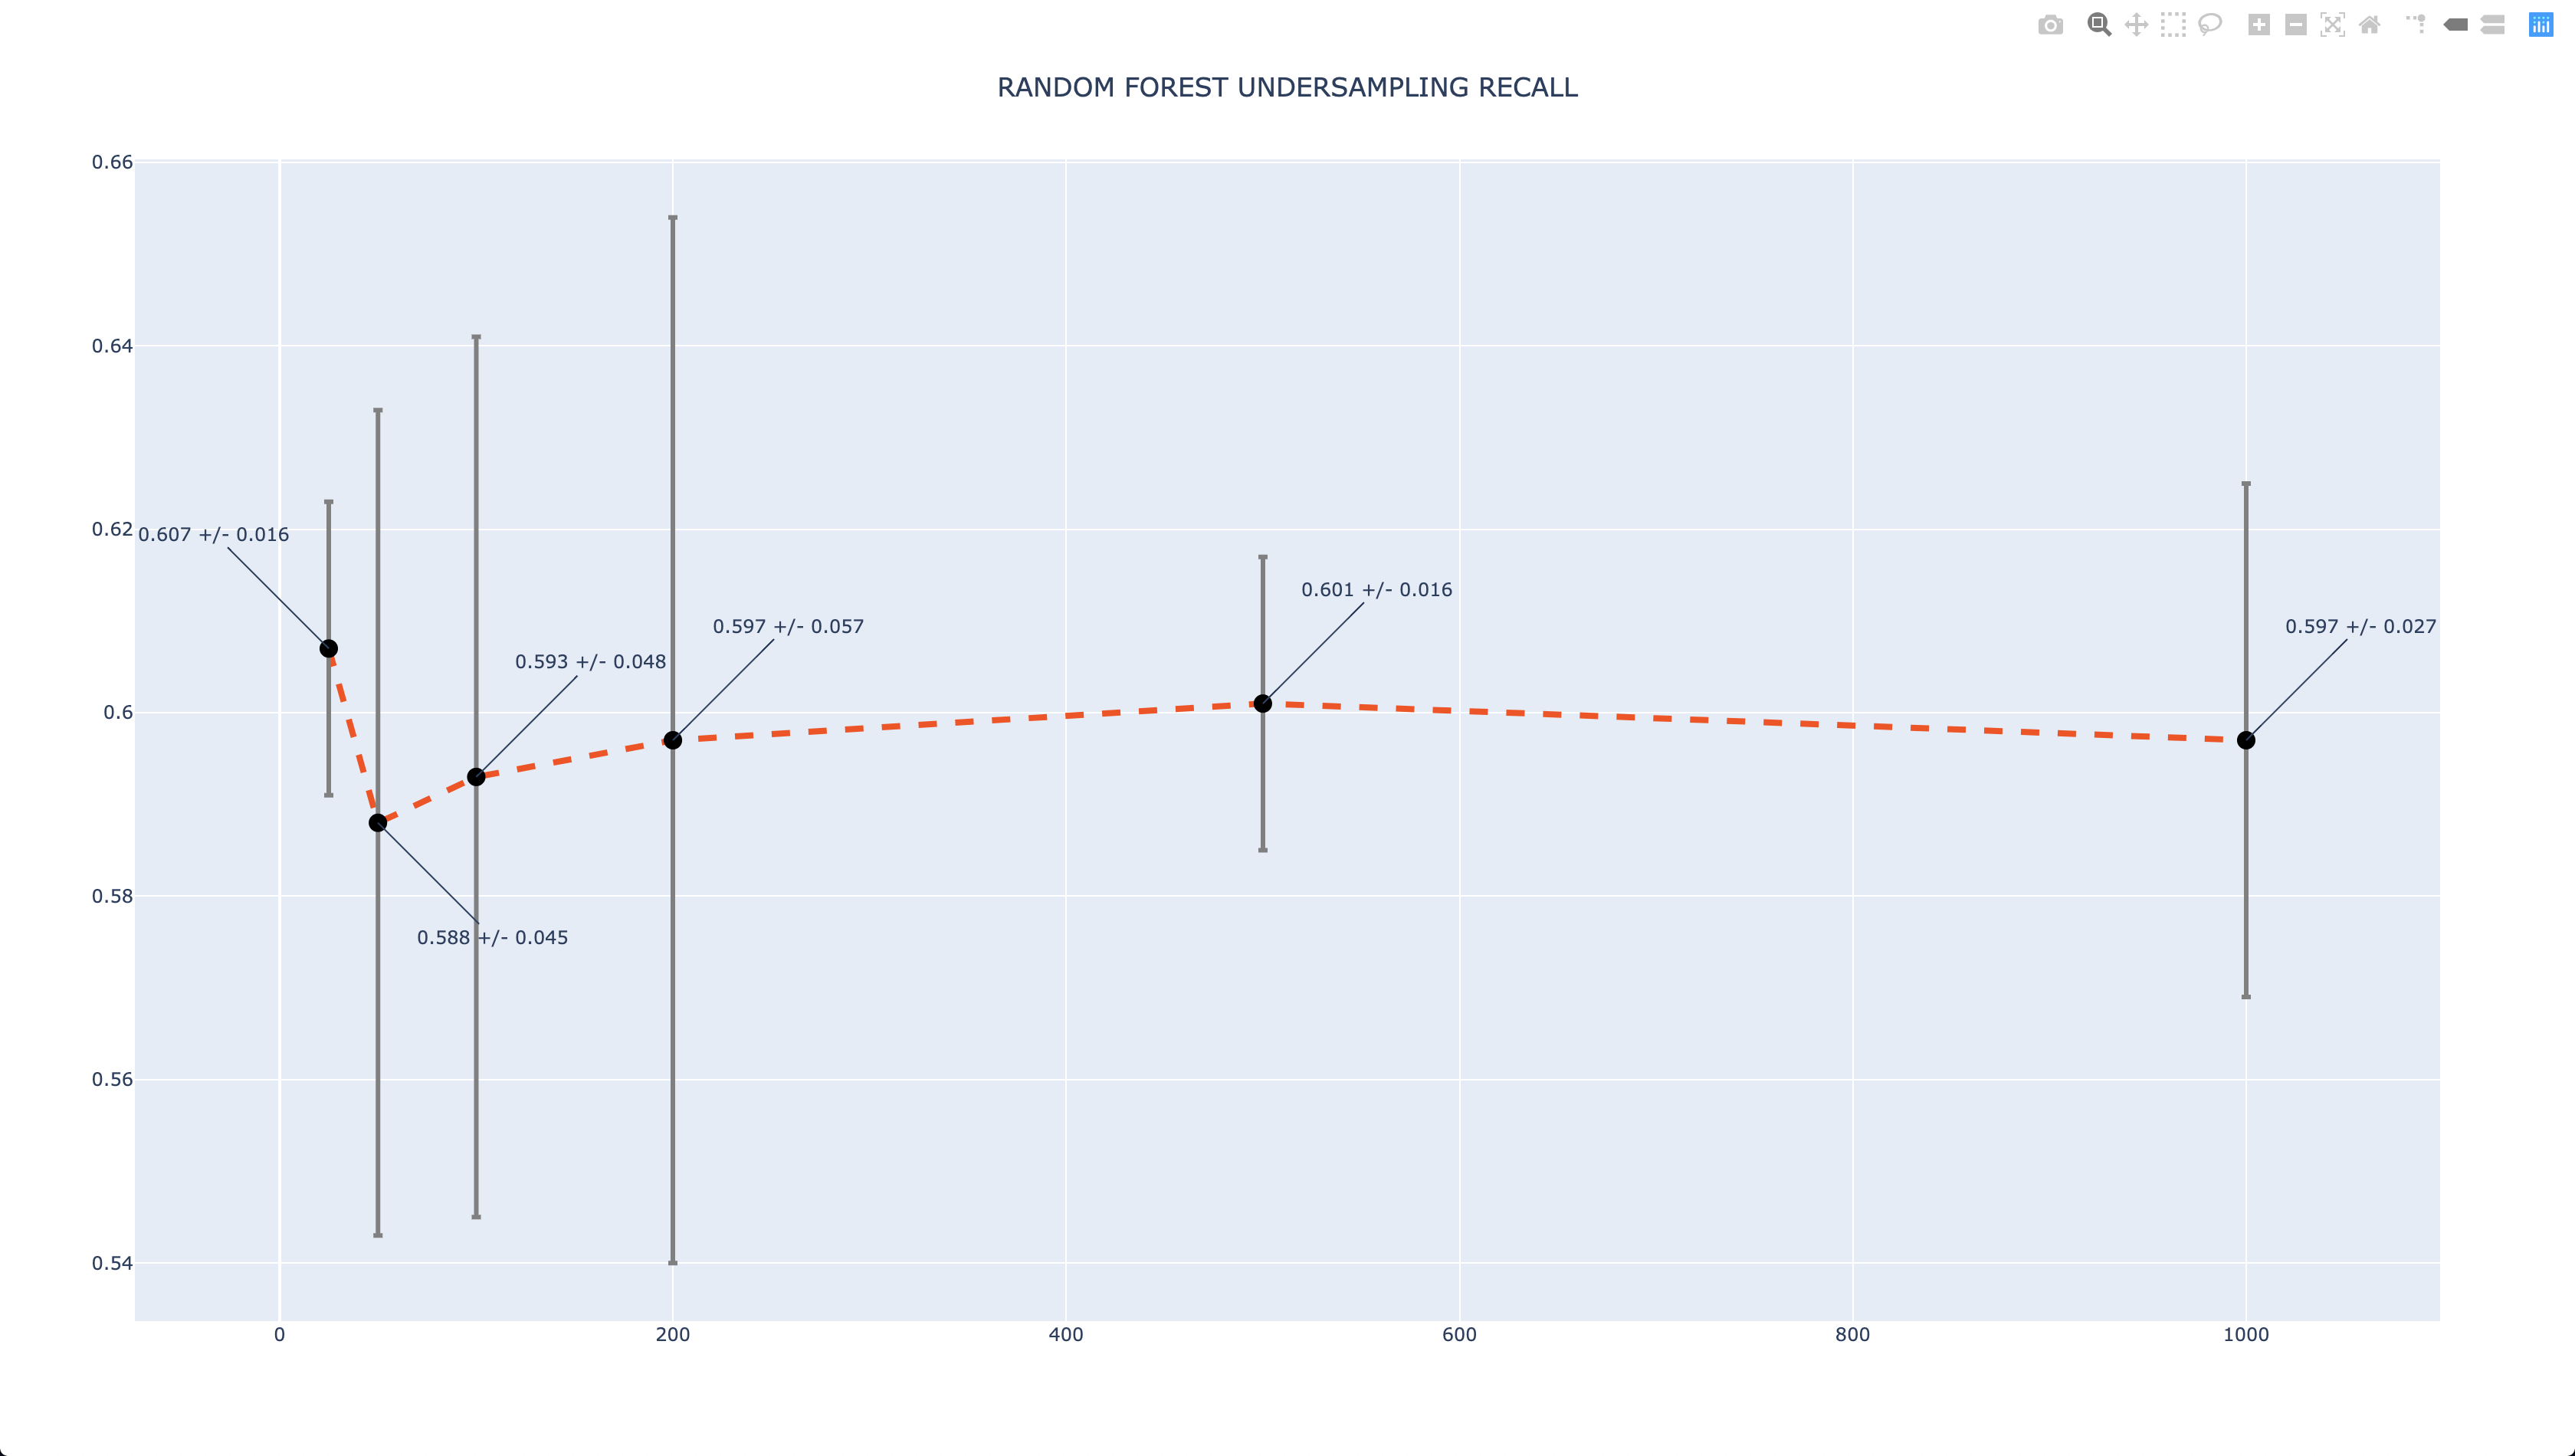 RANDOM FOREST UNDERSAMPLING RECALL
0.66
0.64
0.62
0.607 +/- 0.016
0.601 +/- 0.016
0.597 +/- 0.057
0.597 +/- 0.027
0.593 +/- 0.048
0.6
0.58
0.588 +/- 0.045
0.56
0.54
0 200 400 600 800 1000